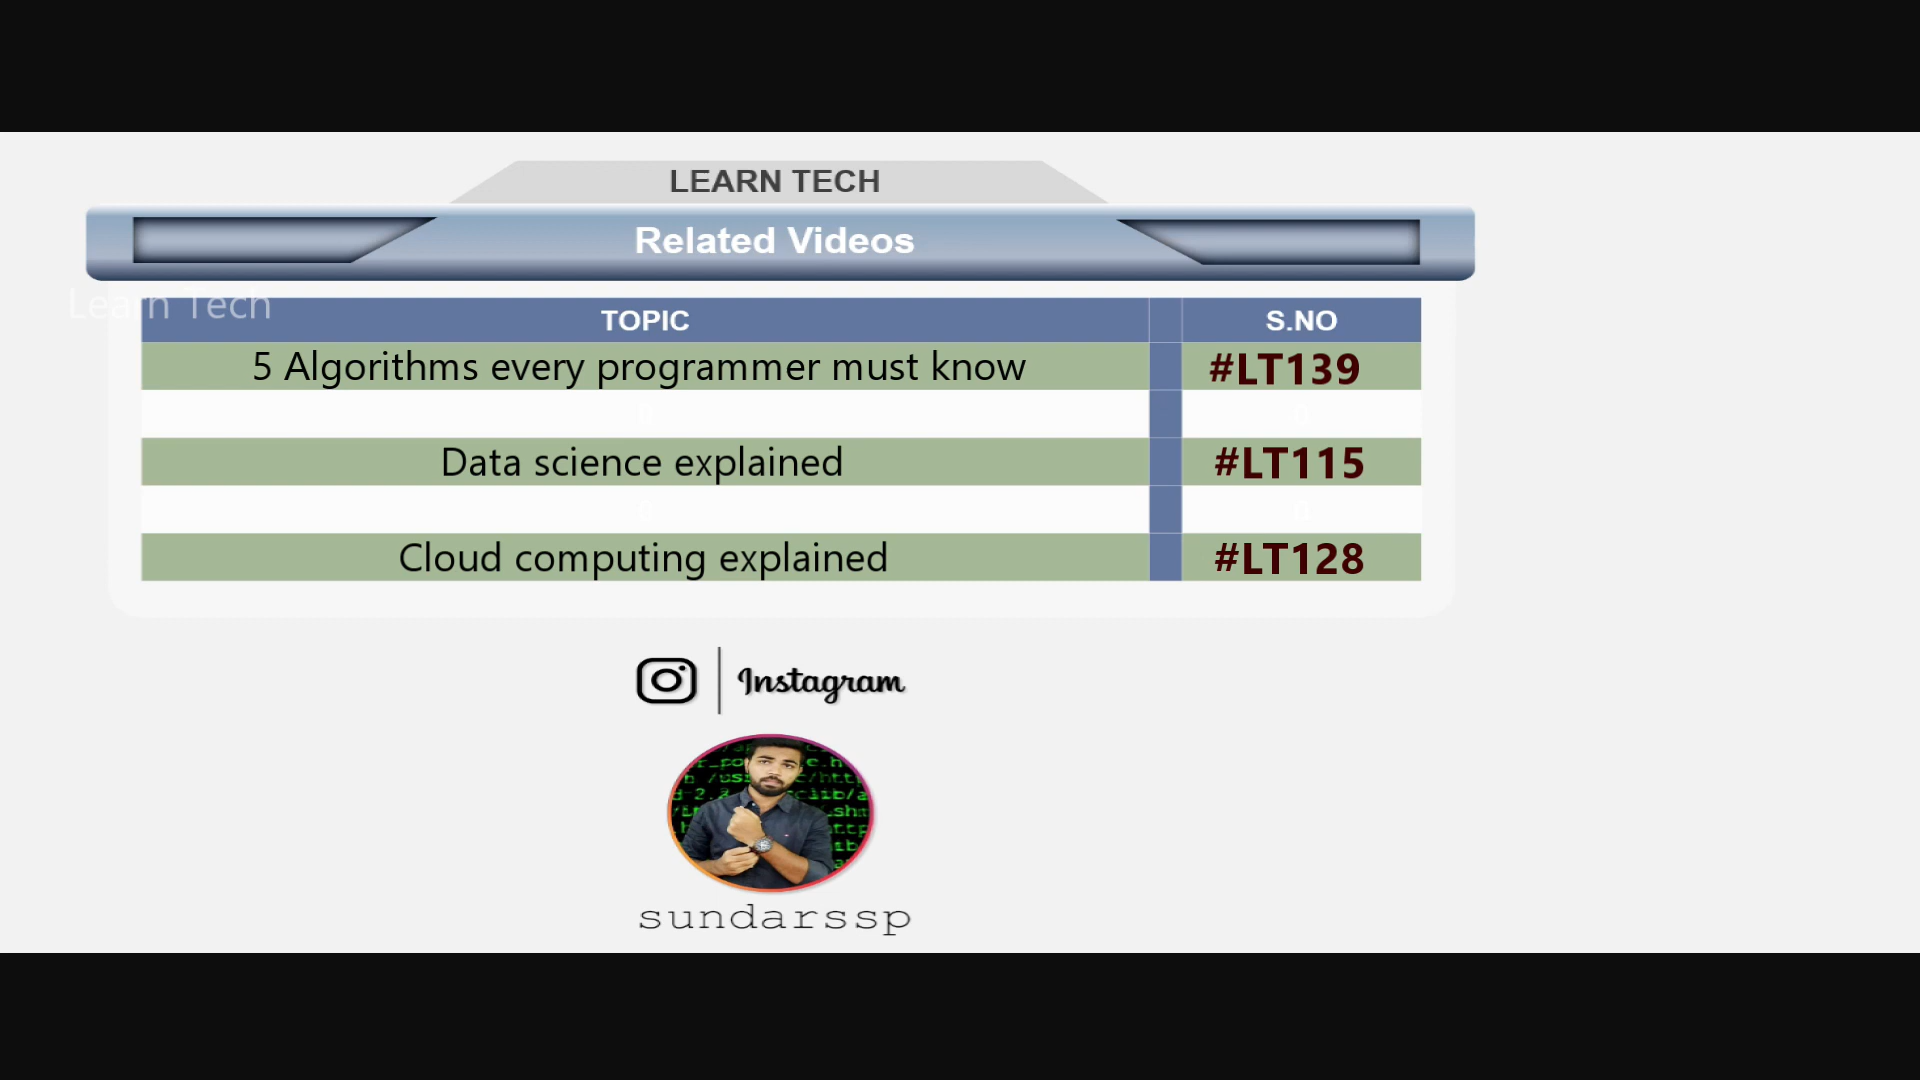 LEARN TECH
Related Videos
Learn Tech
TOPIC S.NO
5 Algorithms every programmer must know #LT139
Data science explained #LT115
Cloud computing explained #LT128
Instagram
sundarssp